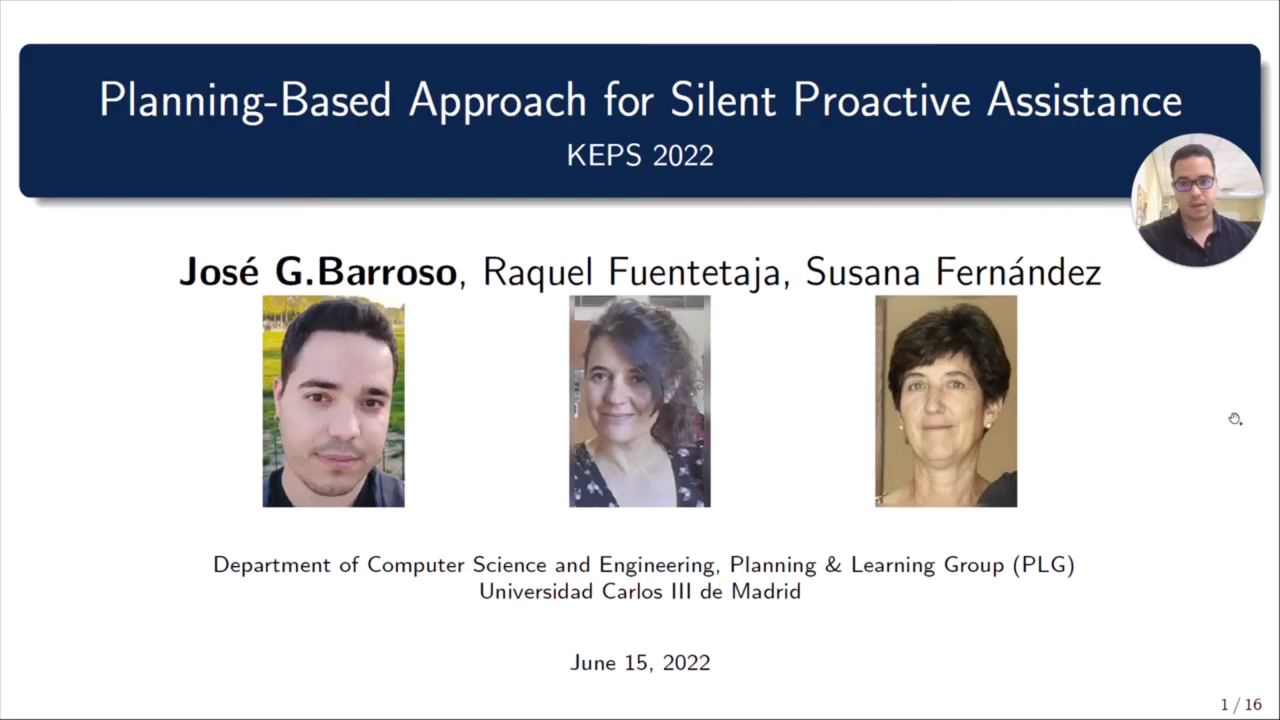 Planning-Based Approach for Silent Proactive Assistance
KEPS 2022
José G.Barroso, Raquel Fuentetaja, Susana Fernández
Department of Computer Science and Engineering, Planning & Learning Group (PLG)
Universidad Carlos III de Madrid
June 15, 2022
1 / 16